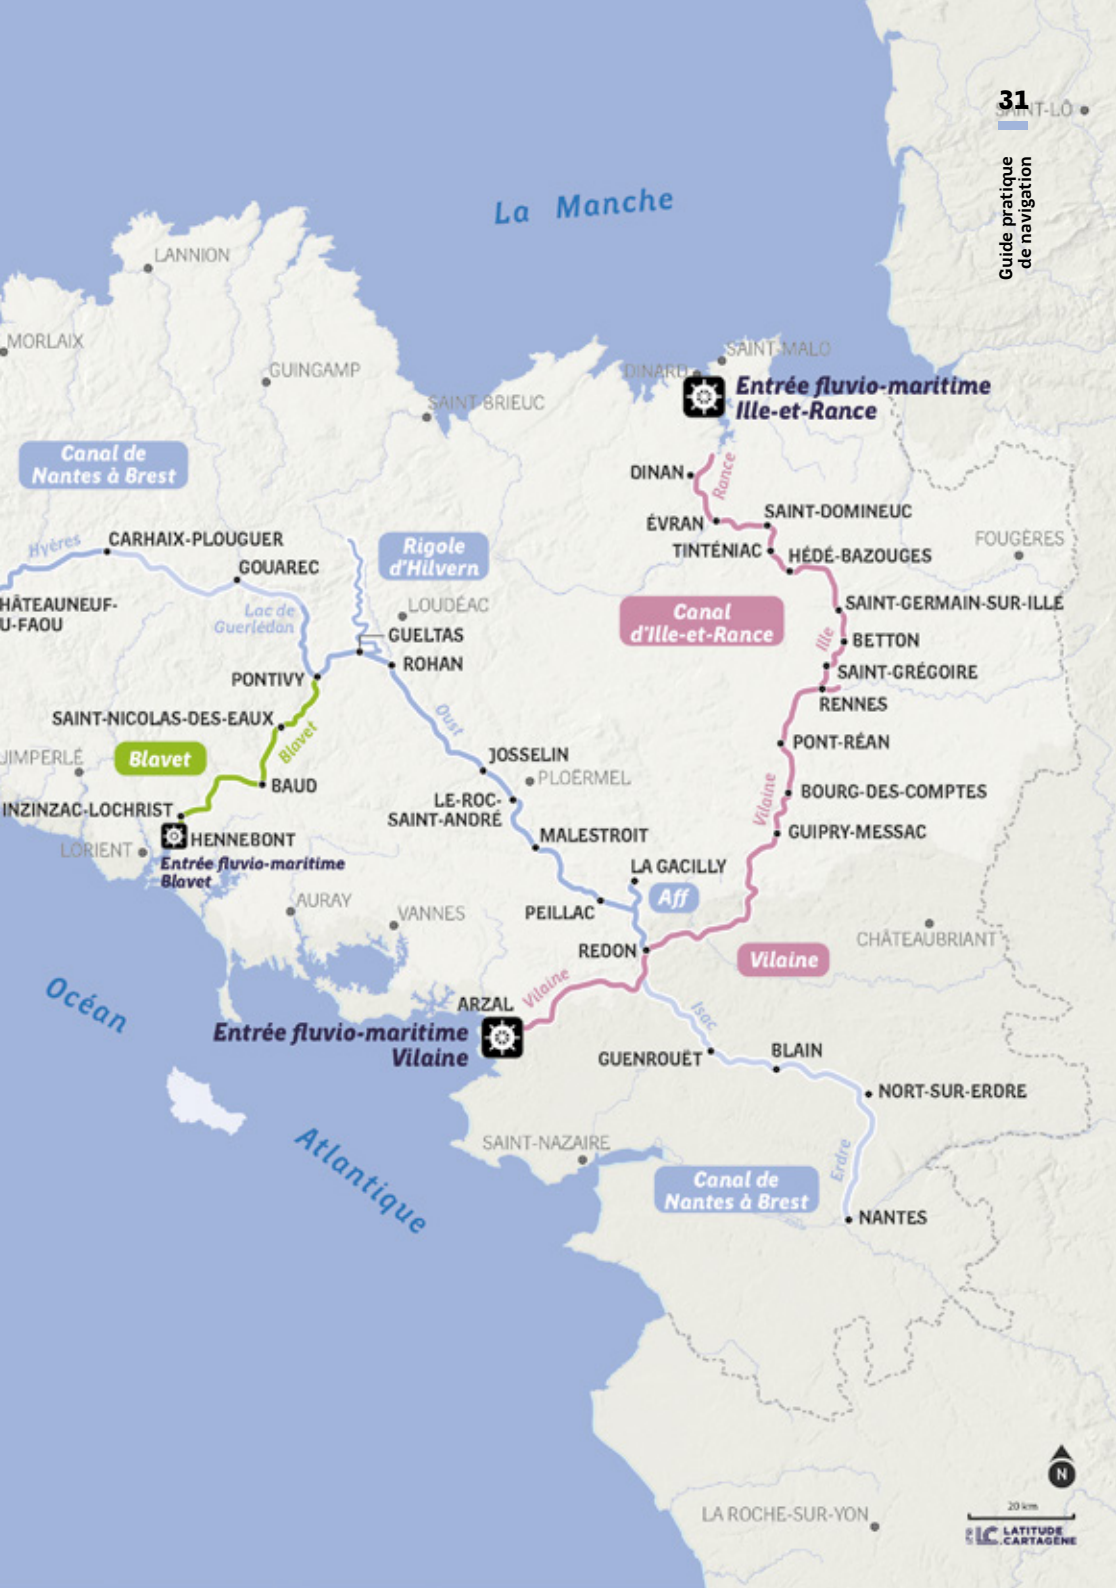 31
SAINT-LÔ
Guide pratique
de navigation
La Manche
LANNION
MORLAIX
GUINGAMP
SAINT-BRIEUC
SAINT-MALO
DINARD
Entrée fluvio-maritime
Ille-et-Rance
Canal de
Nantes à Brest
DINAN
Rance
ÉVRAN
SAINT-DOMINEUC
TINTÉNIAC
HÉDÉ-BAZOUGES
FOUGÈRES
Hyères
CARHAIX-PLOUGUER
GOUAREC
Rigole
d'Hilvern
HÂTEAUNEUF-
U-FAOU
Lac de
Guerlédan
LOUDÉAC
GUELTAS
ROHAN
PONTIVY
Canal
d'Ille-et-Rance
SAINT-GERMAIN-SUR-ILLE
Ille
BETTON
SAINT-GRÉGOIRE
RENNES
SAINT-NICOLAS-DES-EAUX
Blavet
Blavet
UIMPERLÉ
BAUD
Oust
JOSSELIN
PLOËRMEL
PONT-RÉAN
Vilaine
BOURG-DES-COMPTES
GUIPRY-MESSAC
INZINZAC-LOCHRIST
HENNEBONT
LORIENT
Entrée fluvio-maritime
Blavet
LE-ROC-
SAINT-ANDRÉ
MALESTROIT
LA GACILLY
Aff
PEILLAC
AURAY
VANNES
REDON
Vilaine
CHÂTEAUBRIANT
Océan
ARZAL
Vilaine
Entrée fluvio-maritime
Vilaine
Isac
GUENROUËT
BLAIN
NORT-SUR-ERDRE
Atlantique
SAINT-NAZAIRE
Erdre
Canal de
Nantes à Brest
NANTES
LA ROCHE-SUR-YON
N
20 km
LC LATITUDE
CARTAGÈNE